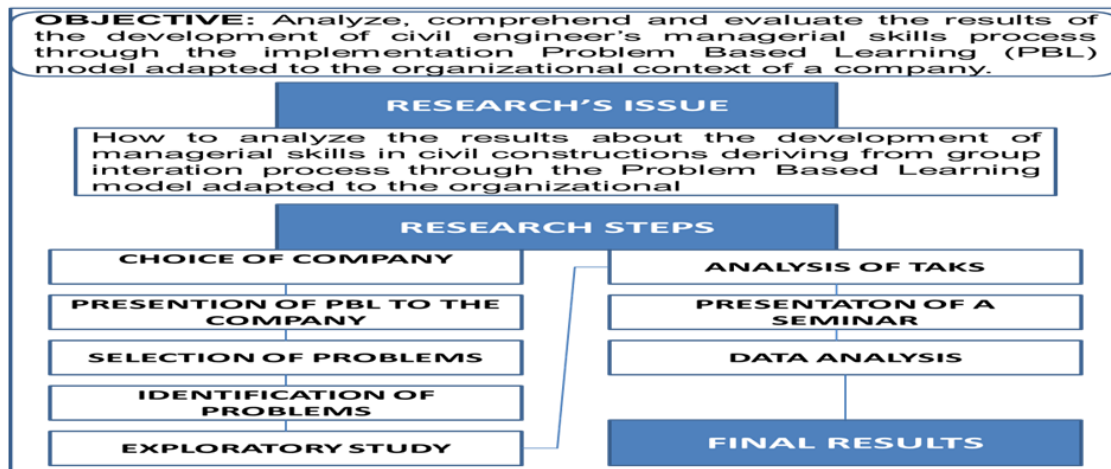 OBJECTIVE: Analyze, comprehend and evaluate the results of
the development of civil engineer's managerial skills process
through the implementation Problem Based Learning (PBL)
model adapted to the organizational context of a company.
RESEARCH'S ISSUE
How to analyze the results about the development of
managerial skills in civil constructions deriving from group
interation process through the Problem Based Learning
model adapted to the organizational
RESEARCH STEPS
CHOICE OF COMPANY
PRESENTION OF PBL TO THE
COMPANY
SELECTION OF PROBLEMS
IDENTIFICATION OF
PROBLEMS
EXPLORATORY STUDY
ANALYSIS OF TAKS
PRESENTATON OF A
SEMINAR
DATA ANALYSIS
FINAL RESULTS